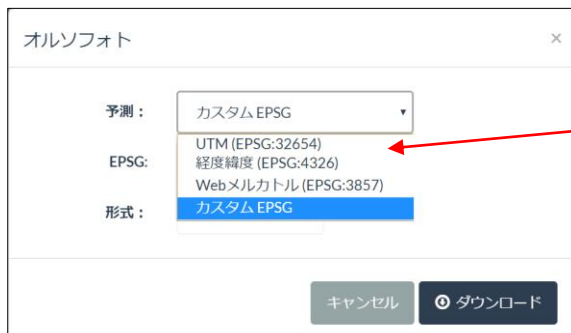 オルソフォト ×
予測： カスタム EPSG
UTM (EPSG:32654)
EPSG: 経度緯度 (EPSG:4326)
Webメルカトル (EPSG:3857)
形式： カスタム EPSG
キャンセル ダウンロード